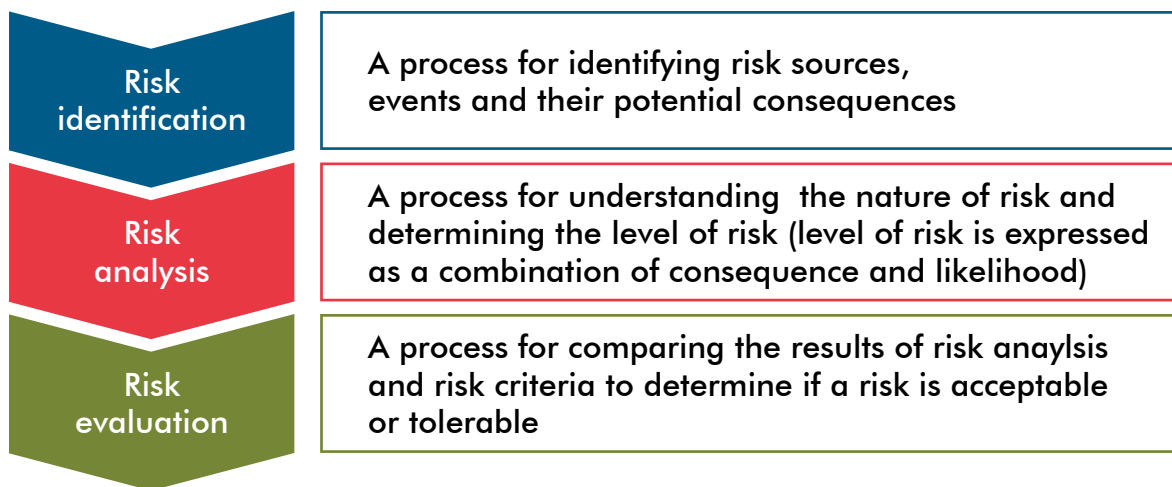 Risk
identification
A process for identifying risk sources,
events and their potential consequences
Risk
analysis
A process for understanding  the nature of risk and
determining the level of risk (level of risk is expressed
as a combination of consequence and likelihood)
Risk
evaluation
A process for comparing the results of risk anaylsis
and risk criteria to determine if a risk is acceptable
or tolerable